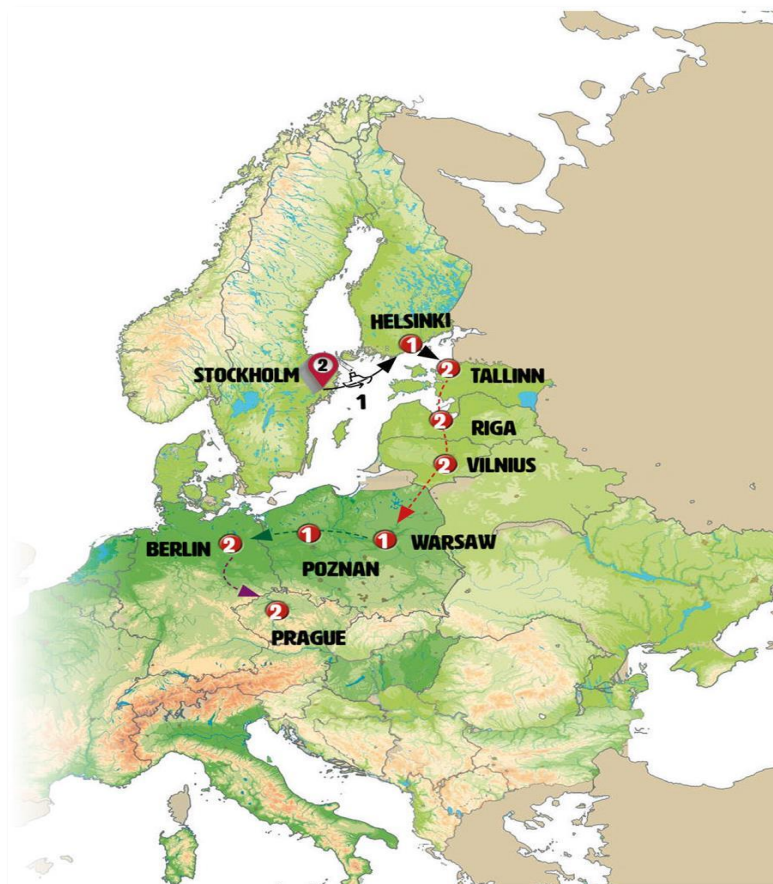 HELSINKI
1
2
STOCKHOLM
1
2
TALLINN
2
RIGA
2
VILNIUS
BERLIN
2
1
1
WARSAW
POZNAN
2
PRAGUE